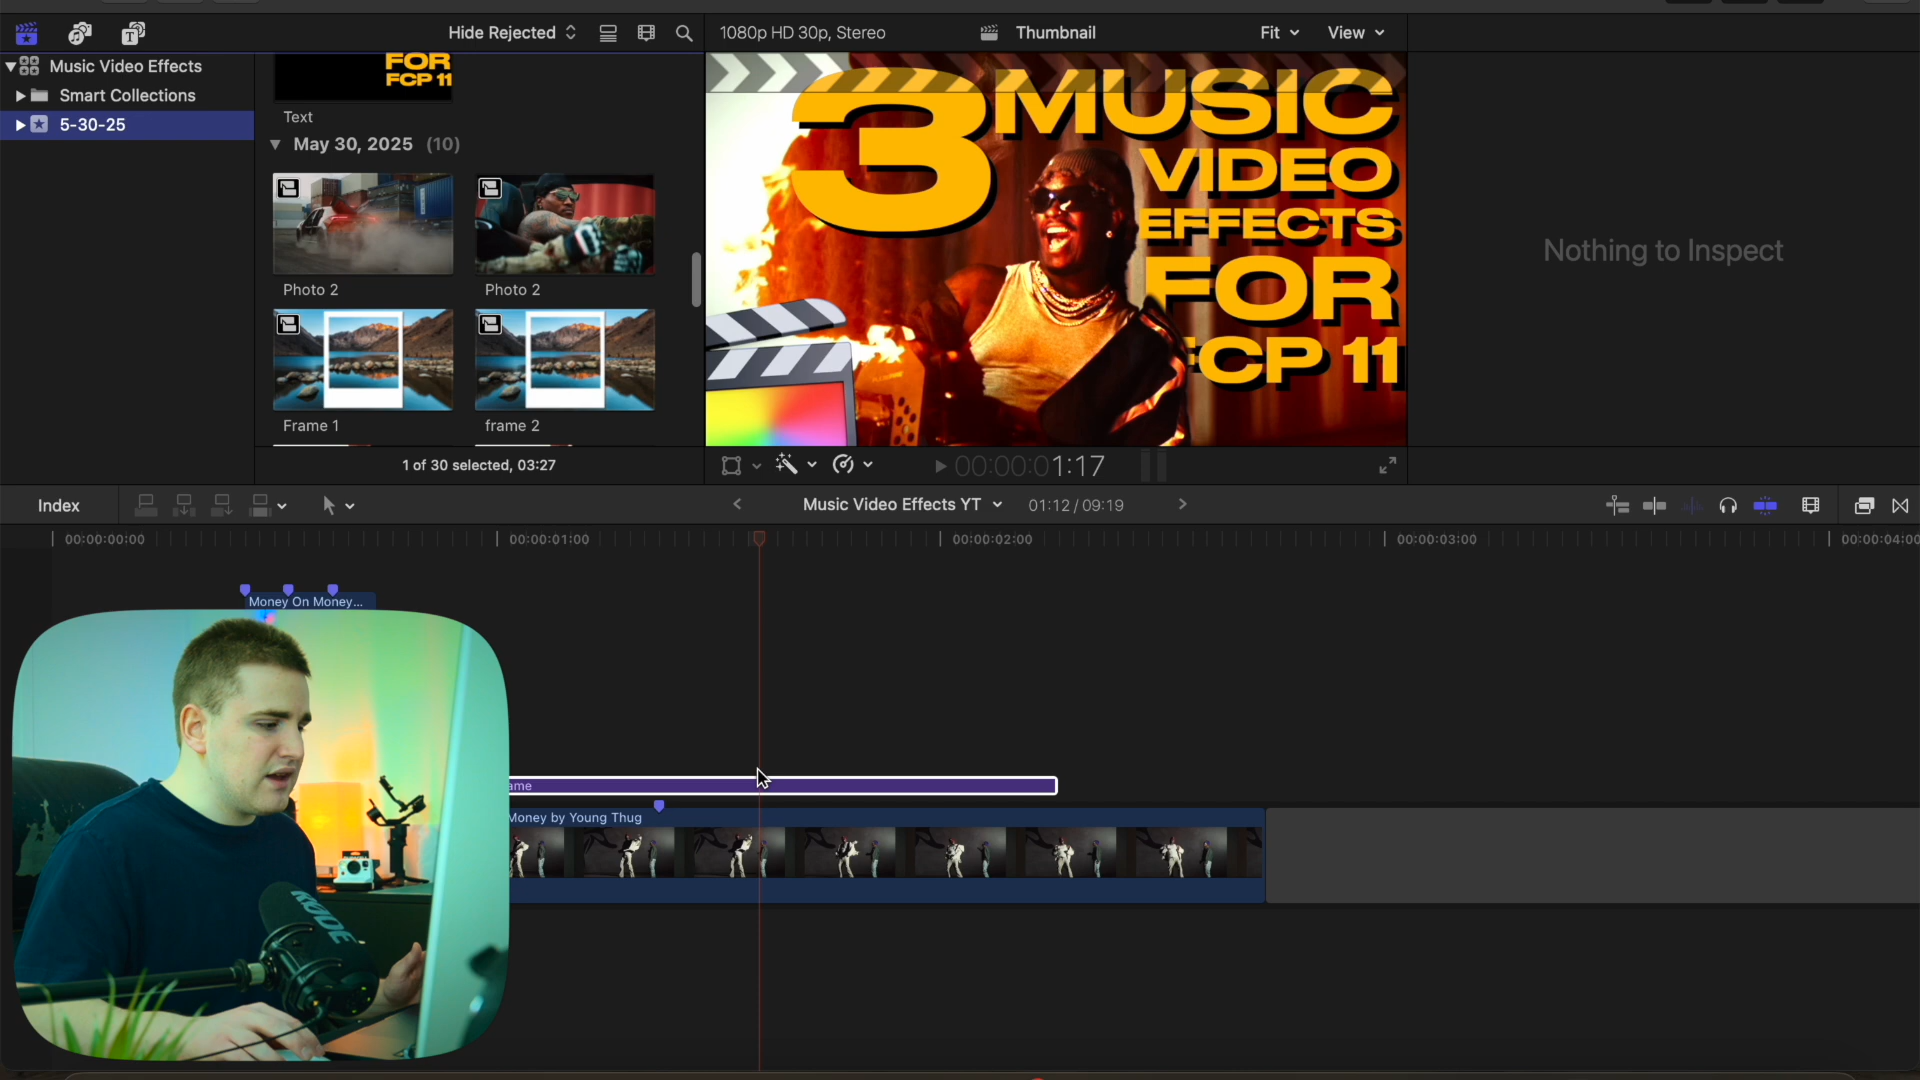 Hide Rejected
1080p HD 30p, Stereo
Thumbnail
Fit
View
Music Video Effects
Smart Collections
5-30-25
FOR
FCP 11
Text
May 30, 2025 (10)
Photo 2
Photo 2
Frame 1
frame 2
1 of 30 selected, 03:27
3 MUSIC
VIDEO
EFFECTS
FOR
FCP 11
Nothing to Inspect
00:00:01:17
Index
Music Video Effects YT
01:12 / 09:19
00:00:00:00
00:00:01:00
00:00:02:00
00:00:03:00
00:00:04:00
Money On Money...
ame
Money by Young Thug
RØDE